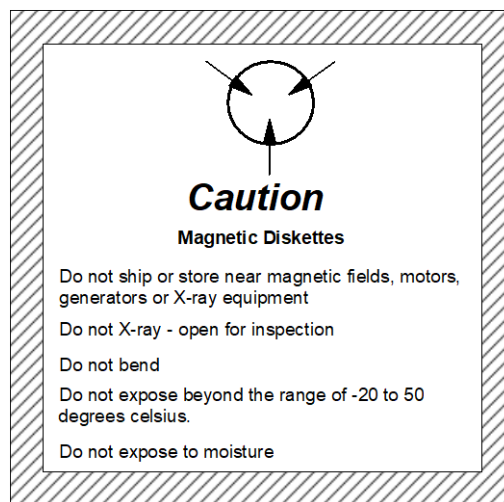 Caution
Magnetic Diskettes
Do not ship or store near magnetic fields, motors,
generators or X-ray equipment
Do not X-ray - open for inspection
Do not bend
Do not expose beyond the range of -20 to 50
degrees celsius.
Do not expose to moisture